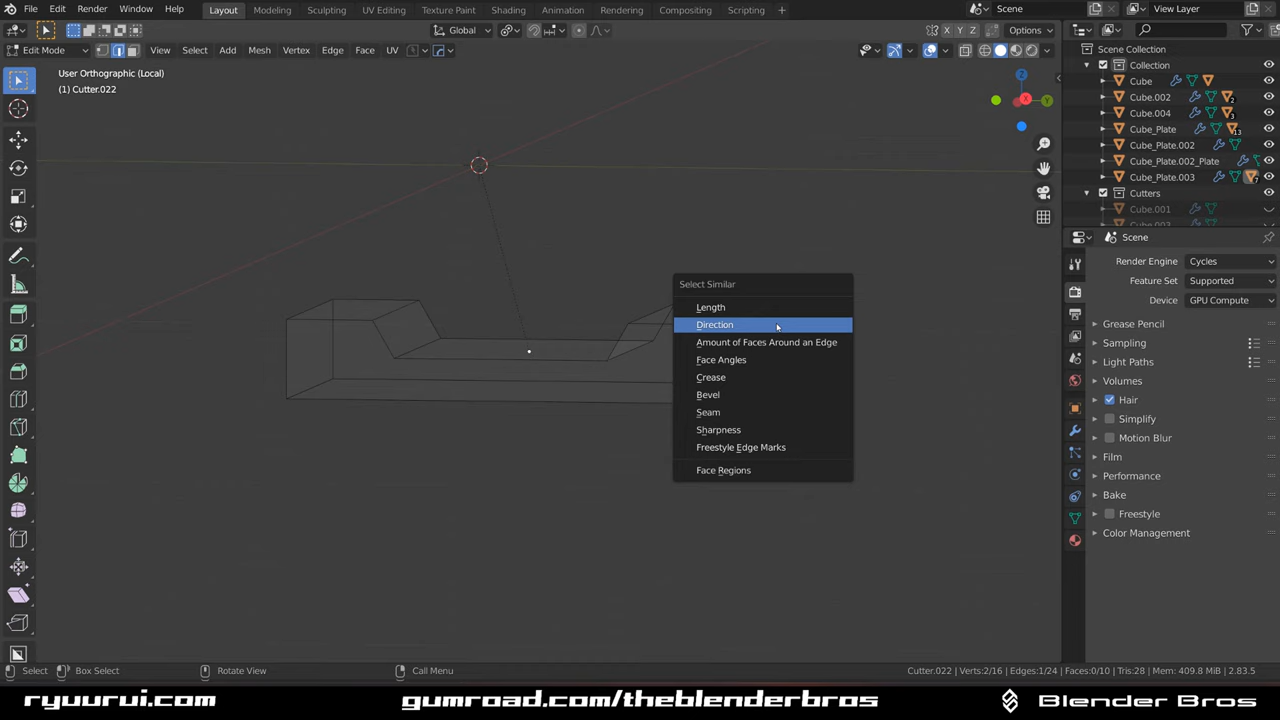 File Edit Render Window Help Layout Modeling Sculpting UV Editing Texture Paint Shading Animation Rendering Compositing Scripting + Scene View Layer
Global X Y Z Options
Edit Mode View Select Add Mesh Vertex Edge Face UV
User Orthographic (Local)
(1) Cutter.022
Z
X
Y
Select Similar
Length
Direction
Amount of Faces Around an Edge
Face Angles
Crease
Bevel
Seam
Sharpness
Freestyle Edge Marks
Face Regions
Scene Collection
Collection
Cube
Cube.002 2
Cube.004 3
Cube_Plate 13
Cube_Plate.002
Cube_Plate.002_Plate
Cube_Plate.003 7
Cutters
Cube.001
Scene
Render Engine Cycles
Feature Set Supported
Device GPU Compute
Grease Pencil
Sampling
Light Paths
Volumes
Hair
Simplify
Motion Blur
Film
Performance
Bake
Freestyle
Color Management
Select Box Select Rotate View Call Menu Cutter.022 | Verts:2/16 | Edges:1/24 | Faces:0/10 | Tris:28 | Mem: 409.8 MiB | 2.83.5
ryuurui.com gumroad.com/theblenderbros Blender Bros